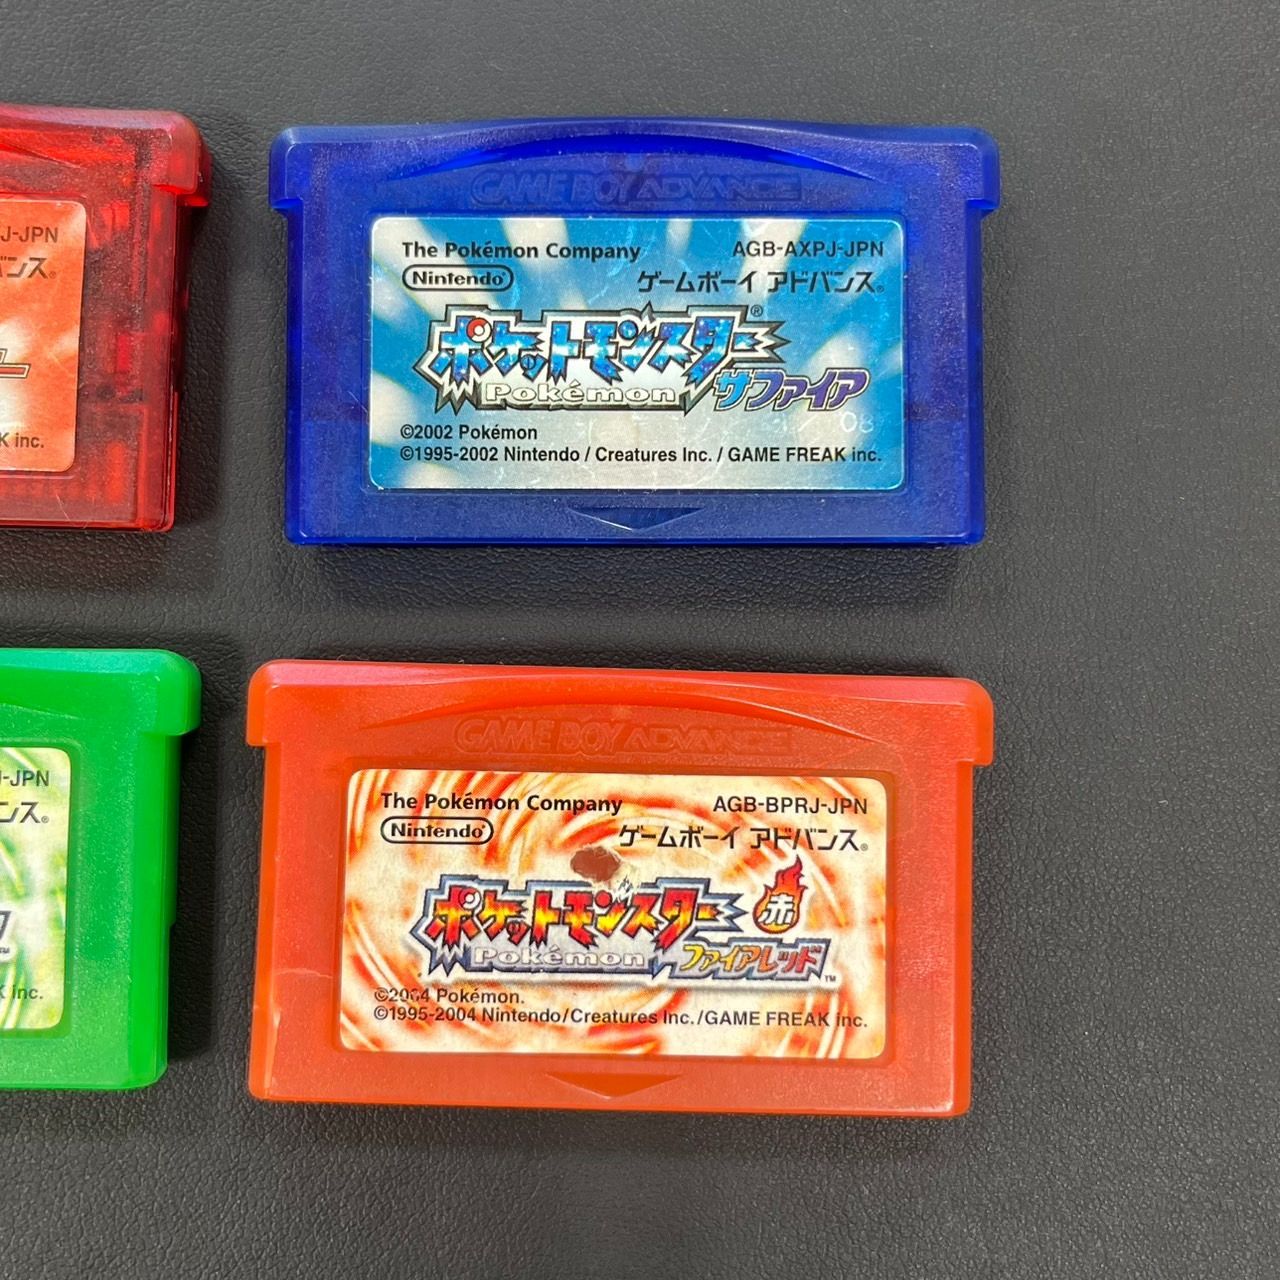 J-JPN
バンス®
K inc.
GAME BOY ADVANCE
The Pokémon Company AGB-AXPJ-JPN
Nintendo® ゲームボーイ アドバンス®
ポケットモンスター®
Pokémon サファイア
08
©2002 Pokémon
©1995-2002 Nintendo / Creatures Inc. / GAME FREAK inc.
J-JPN
ンス®
K inc.
GAME BOY ADVANCE
The Pokémon Company AGB-BPRJ-JPN
Nintendo® ゲームボーイ アドバンス®
ポケットモンスター 赤
Pokémon ファイアレッド™
©2004 Pokémon.
©1995-2004 Nintendo/Creatures Inc./GAME FREAK inc.